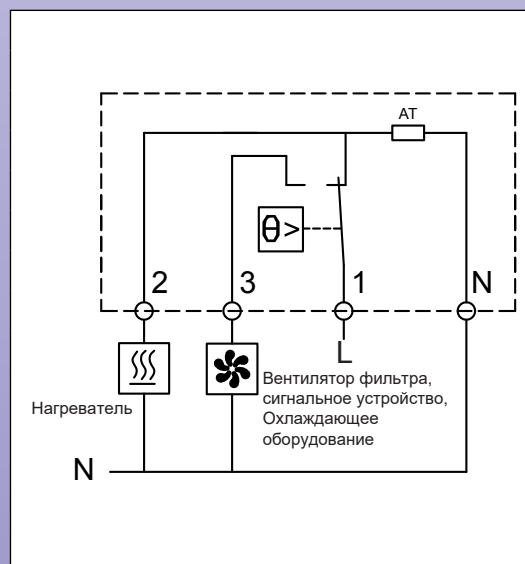 AT
θ>
2
3
1
N
L
Нагреватель
Вентилятор фильтра,
сигнальное устройство,
Охлаждающее
оборудование
N